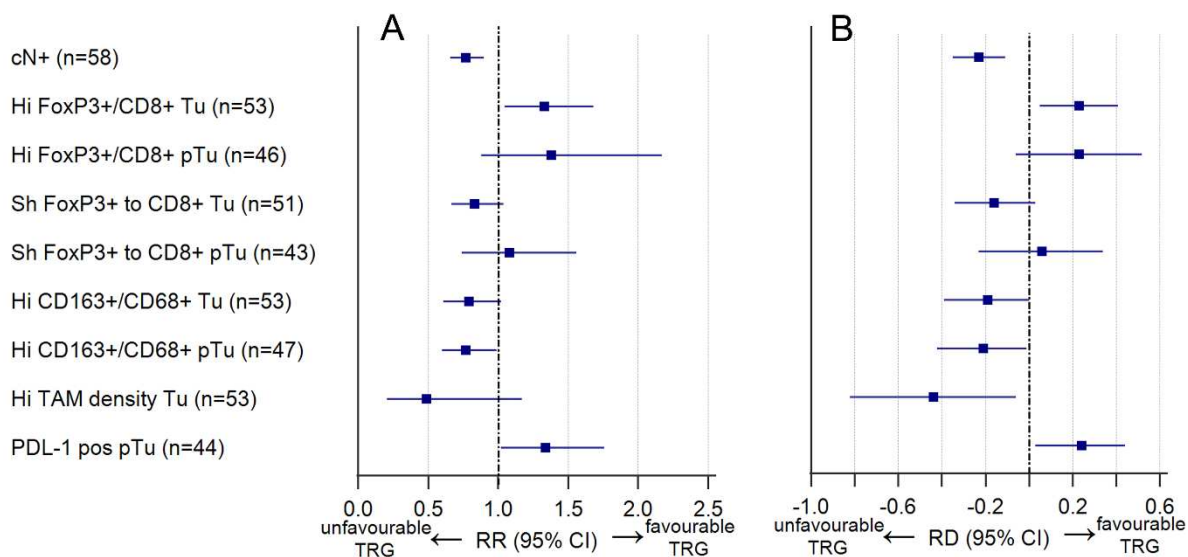 A
B
cN+ (n=58)
Hi FoxP3+/CD8+ Tu (n=53)
Hi FoxP3+/CD8+ pTu (n=46)
Sh FoxP3+ to CD8+ Tu (n=51)
Sh FoxP3+ to CD8+ pTu (n=43)
Hi CD163+/CD68+ Tu (n=53)
Hi CD163+/CD68+ pTu (n=47)
Hi TAM density Tu (n=53)
PDL-1 pos pTu (n=44)
0.0 0.5 1.0 1.5 2.0 2.5
unfavourable TRG ← RR (95% CI) → favourable TRG
-1.0 -0.6 -0.2 0.2 0.6
unfavourable TRG ← RD (95% CI) → favourable TRG